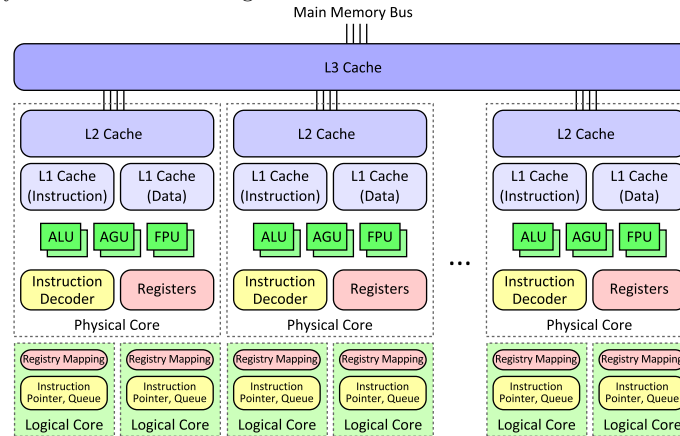 Main Memory Bus
L3 Cache
L2 Cache
L2 Cache
L2 Cache
L1 Cache
(Instruction)
L1 Cache
(Data)
L1 Cache
(Instruction)
L1 Cache
(Data)
L1 Cache
(Instruction)
L1 Cache
(Data)
ALU
AGU
FPU
ALU
AGU
FPU
ALU
AGU
FPU
...
Instruction
Decoder
Registers
Instruction
Decoder
Registers
Instruction
Decoder
Registers
Physical Core
Physical Core
Physical Core
Registry Mapping
Registry Mapping
Registry Mapping
Registry Mapping
Registry Mapping
Registry Mapping
Instruction
Pointer, Queue
Instruction
Pointer, Queue
Instruction
Pointer, Queue
Instruction
Pointer, Queue
Instruction
Pointer, Queue
Instruction
Pointer, Queue
Logical Core
Logical Core
Logical Core
Logical Core
Logical Core
Logical Core